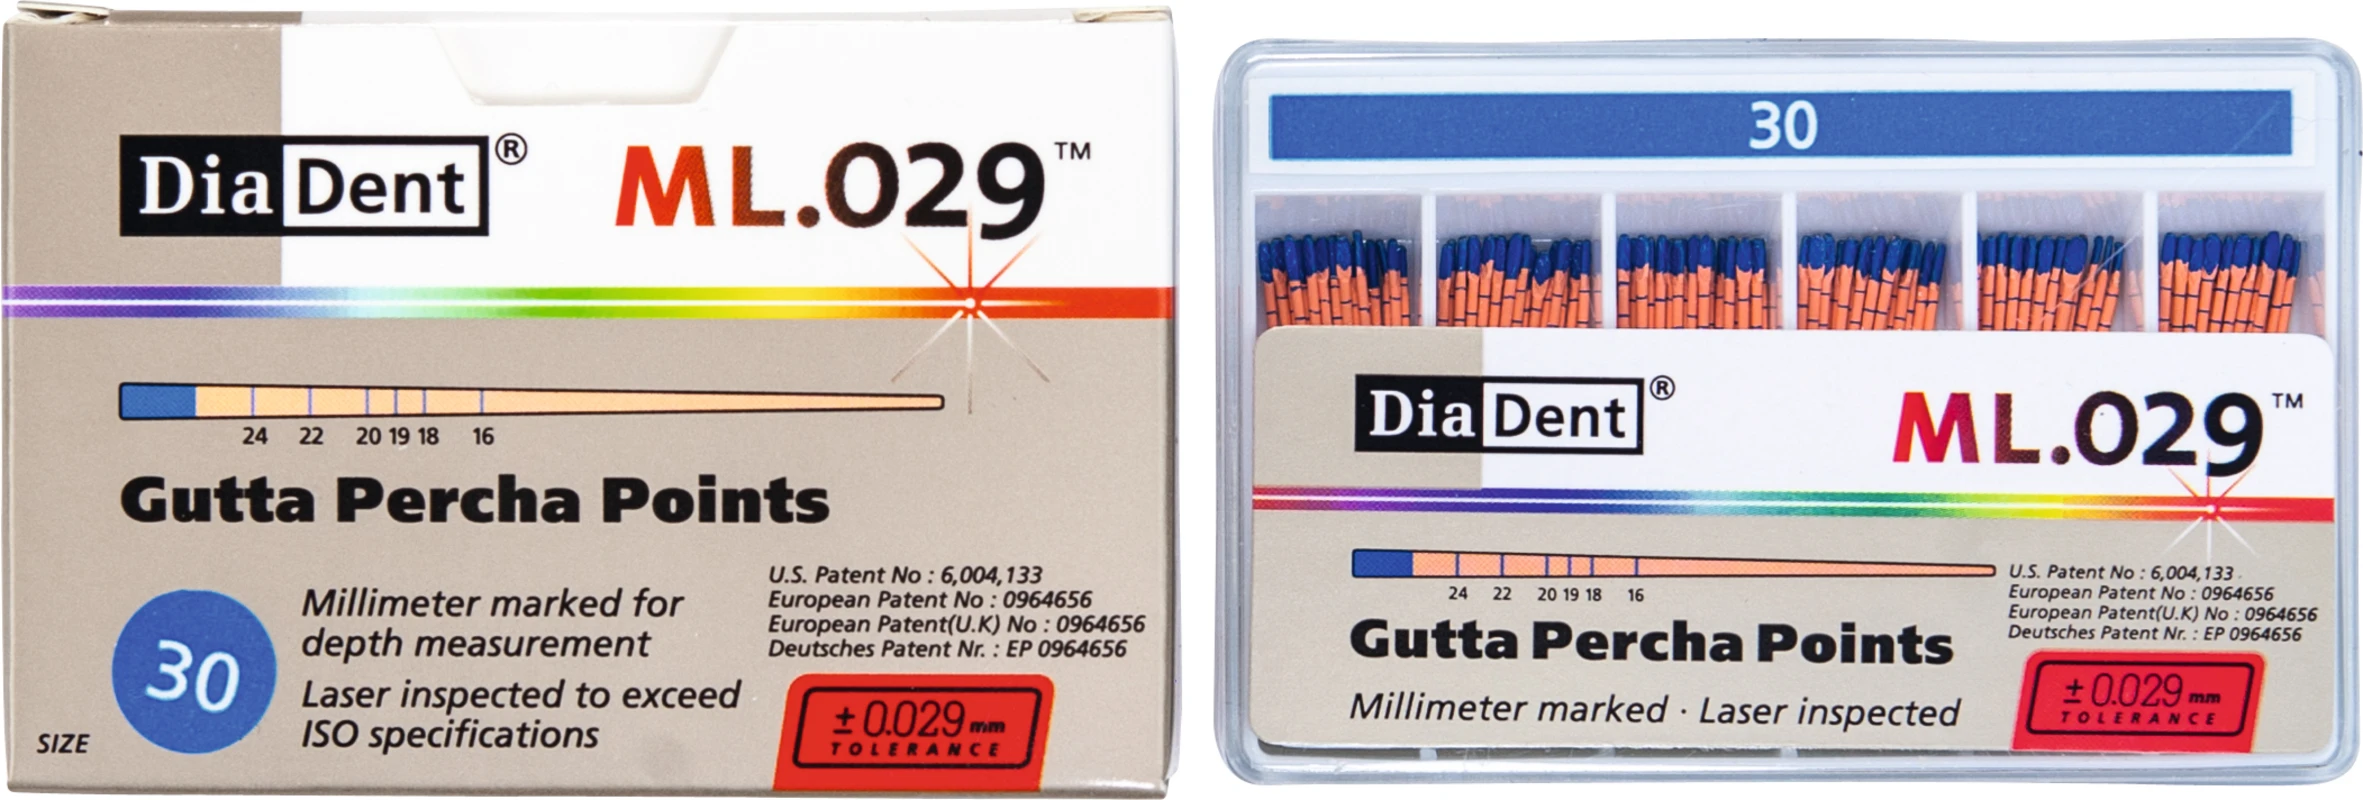 DiaDent®
ML.029™
24 22 20 19 18 16
Gutta Percha Points
30
SIZE
Millimeter marked for
depth measurement
Laser inspected to exceed
ISO specifications
U.S. Patent No : 6,004,133
European Patent No : 0964656
European Patent(U.K) No : 0964656
Deutsches Patent Nr. : EP 0964656
± 0.029 mm
TOLERANCE
30
DiaDent®
ML.029™
24 22 20 19 18 16
U.S. Patent No : 6,004,133
European Patent No : 0964656
European Patent(U.K) No : 0964656
Deutsches Patent Nr. : EP 0964656
Gutta Percha Points
Millimeter marked · Laser inspected
± 0.029 mm
TOLERANCE